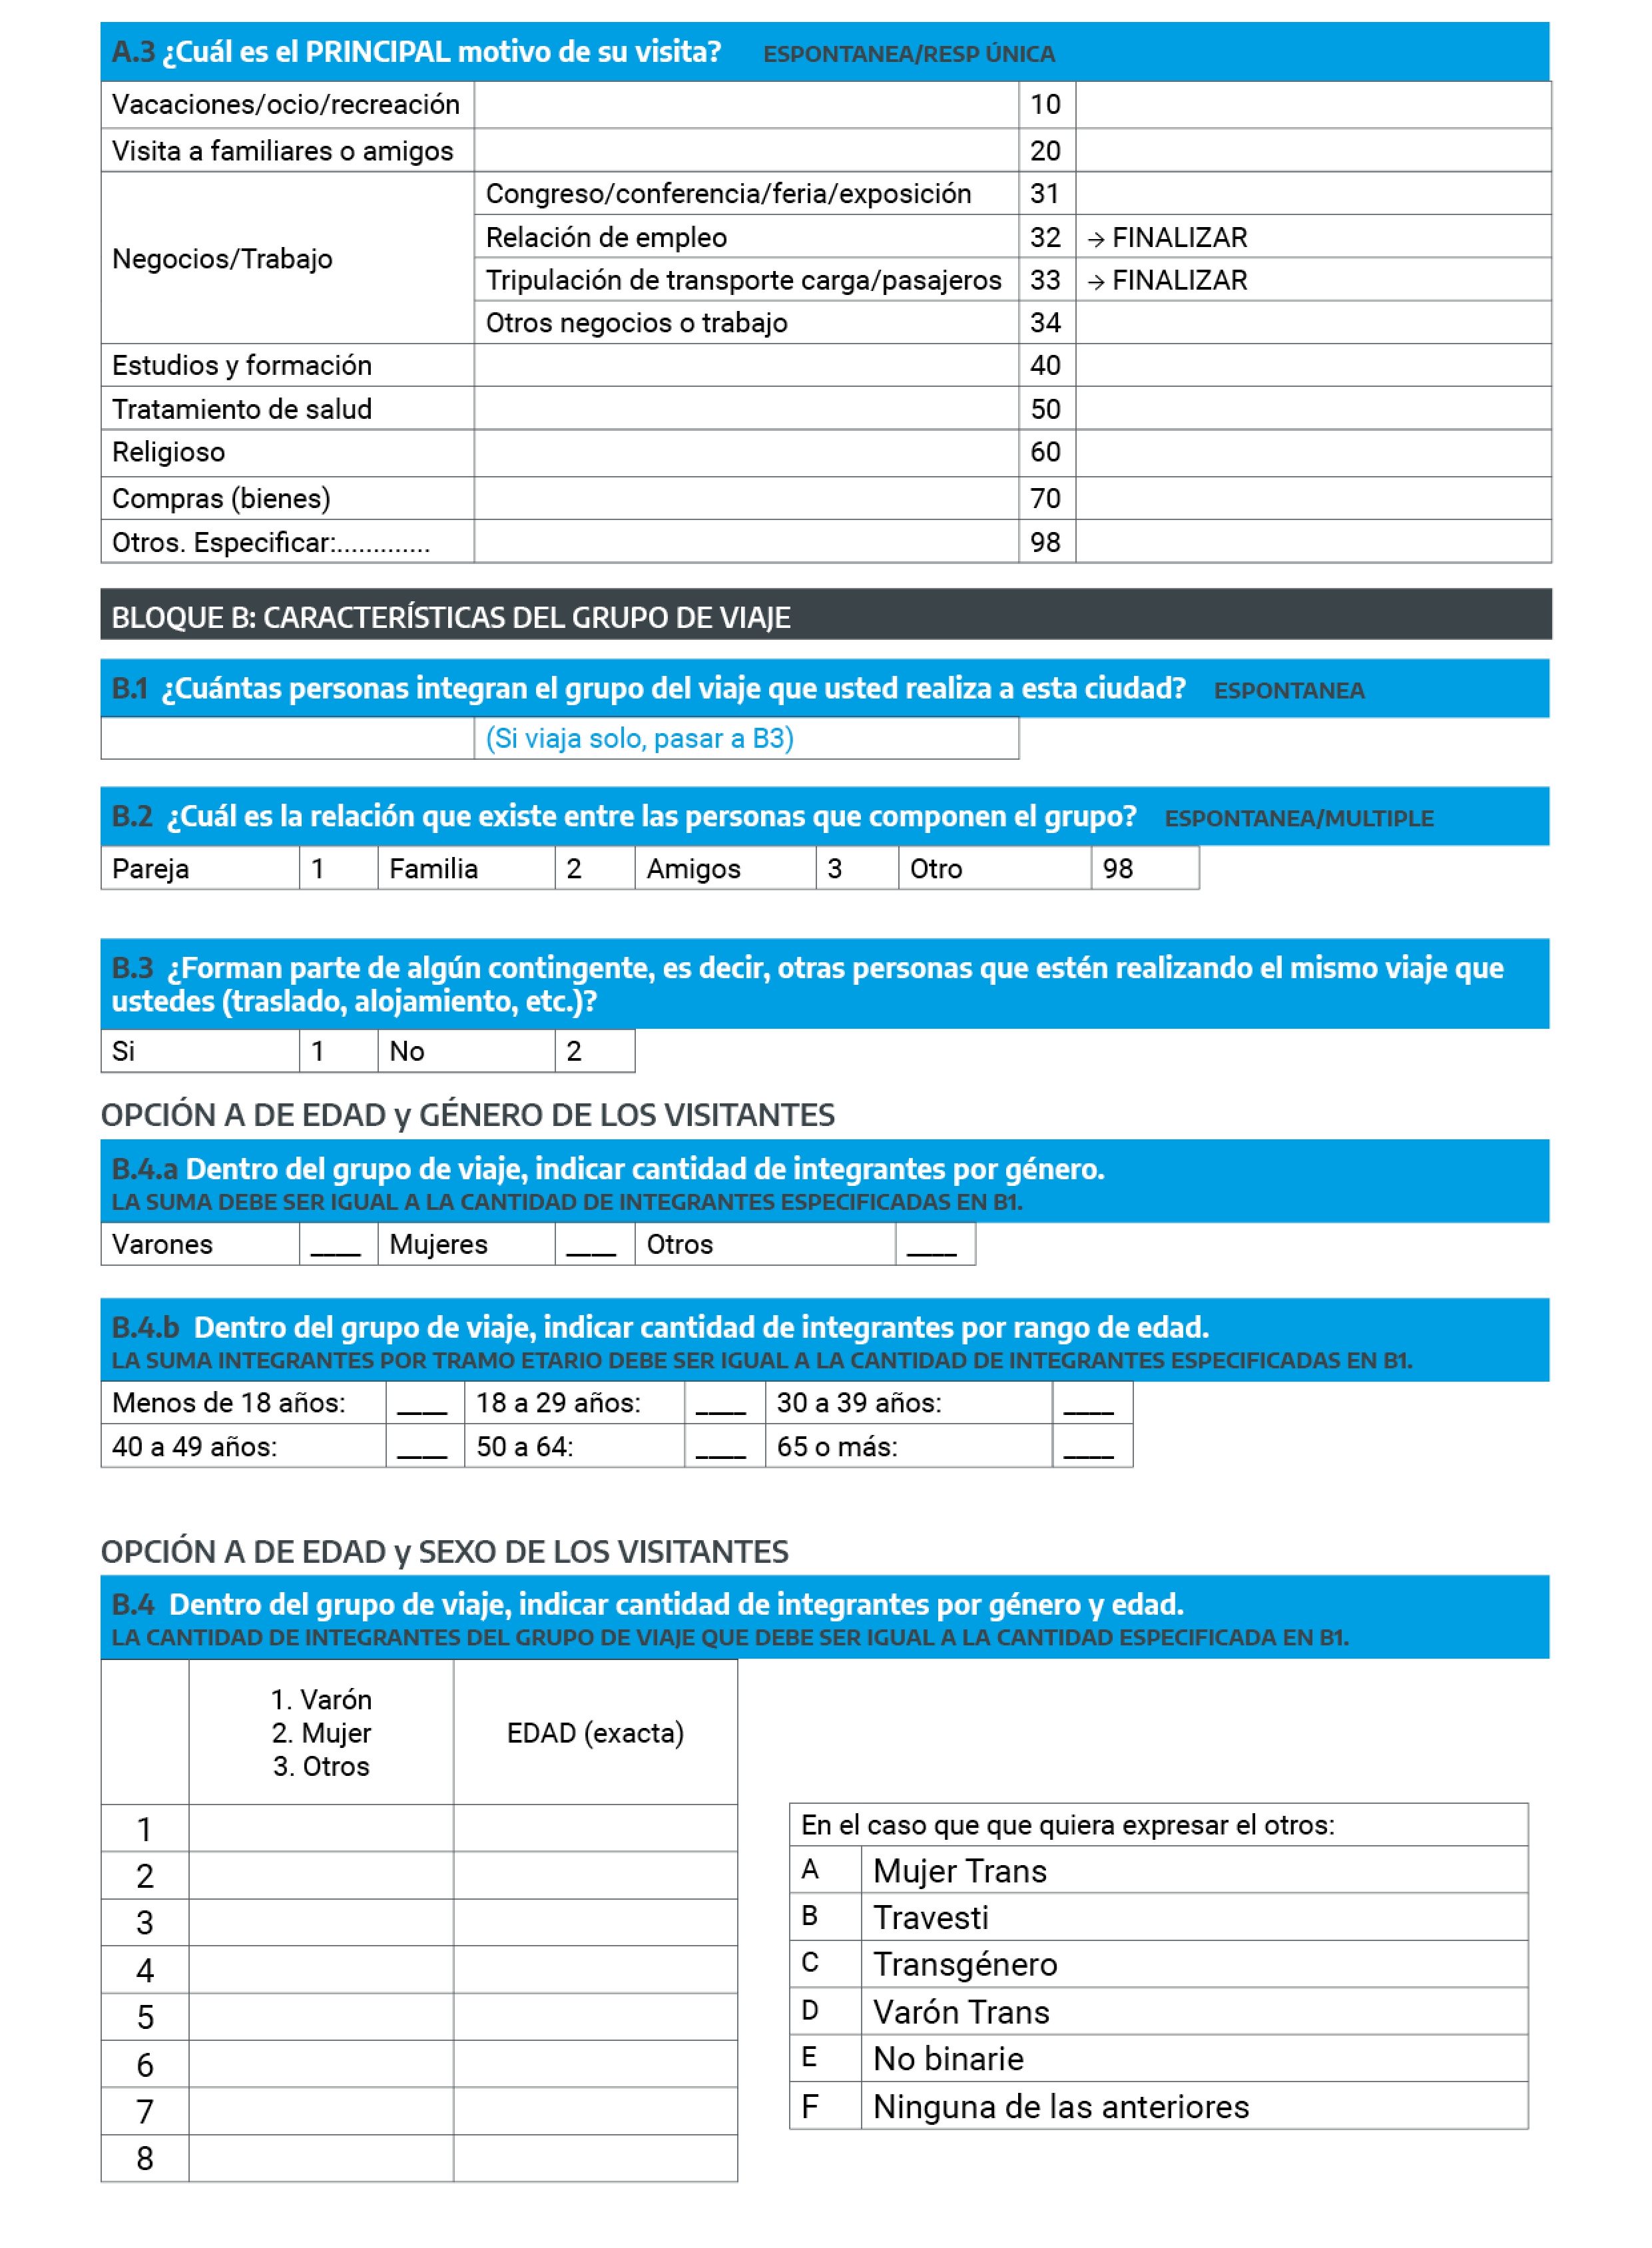 A.3 ¿Cuál es el PRINCIPAL motivo de su visita? ESPONTANEA/RESP ÚNICA
Vacaciones/ocio/recreación 10
Visita a familiares o amigos 20
Negocios/Trabajo
Congreso/conferencia/feria/exposición 31
Relación de empleo 32 → FINALIZAR
Tripulación de transporte carga/pasajeros 33 → FINALIZAR
Otros negocios o trabajo 34
Estudios y formación 40
Tratamiento de salud 50
Religioso 60
Compras (bienes) 70
Otros. Especificar:............. 98
BLOQUE B: CARACTERÍSTICAS DEL GRUPO DE VIAJE
B.1 ¿Cuántas personas integran el grupo del viaje que usted realiza a esta ciudad? ESPONTANEA
(Si viaja solo, pasar a B3)
B.2 ¿Cuál es la relación que existe entre las personas que componen el grupo? ESPONTANEA/MULTIPLE
Pareja 1 Familia 2 Amigos 3 Otro 98
B.3 ¿Forman parte de algún contingente, es decir, otras personas que estén realizando el mismo viaje que
ustedes (traslado, alojamiento, etc.)?
Si 1 No 2
OPCIÓN A DE EDAD y GÉNERO DE LOS VISITANTES
B.4.a Dentro del grupo de viaje, indicar cantidad de integrantes por género.
LA SUMA DEBE SER IGUAL A LA CANTIDAD DE INTEGRANTES ESPECIFICADAS EN B1.
Varones ____ Mujeres ____ Otros ____
B.4.b Dentro del grupo de viaje, indicar cantidad de integrantes por rango de edad.
LA SUMA INTEGRANTES POR TRAMO ETARIO DEBE SER IGUAL A LA CANTIDAD DE INTEGRANTES ESPECIFICADAS EN B1.
Menos de 18 años: ____ 18 a 29 años: ____ 30 a 39 años: ____
40 a 49 años: ____ 50 a 64: ____ 65 o más: ____
OPCIÓN A DE EDAD y SEXO DE LOS VISITANTES
B.4 Dentro del grupo de viaje, indicar cantidad de integrantes por género y edad.
LA CANTIDAD DE INTEGRANTES DEL GRUPO DE VIAJE QUE DEBE SER IGUAL A LA CANTIDAD ESPECIFICADA EN B1.
1. Varón
2. Mujer
3. Otros
EDAD (exacta)
1
2
3
4
5
6
7
8
En el caso que que quiera expresar el otros:
A Mujer Trans
B Travesti
C Transgénero
D Varón Trans
E No binarie
F Ninguna de las anteriores